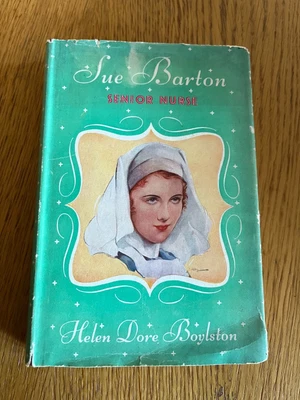 Sue Barton
SENIOR NURSE
Helen Dore Boylston